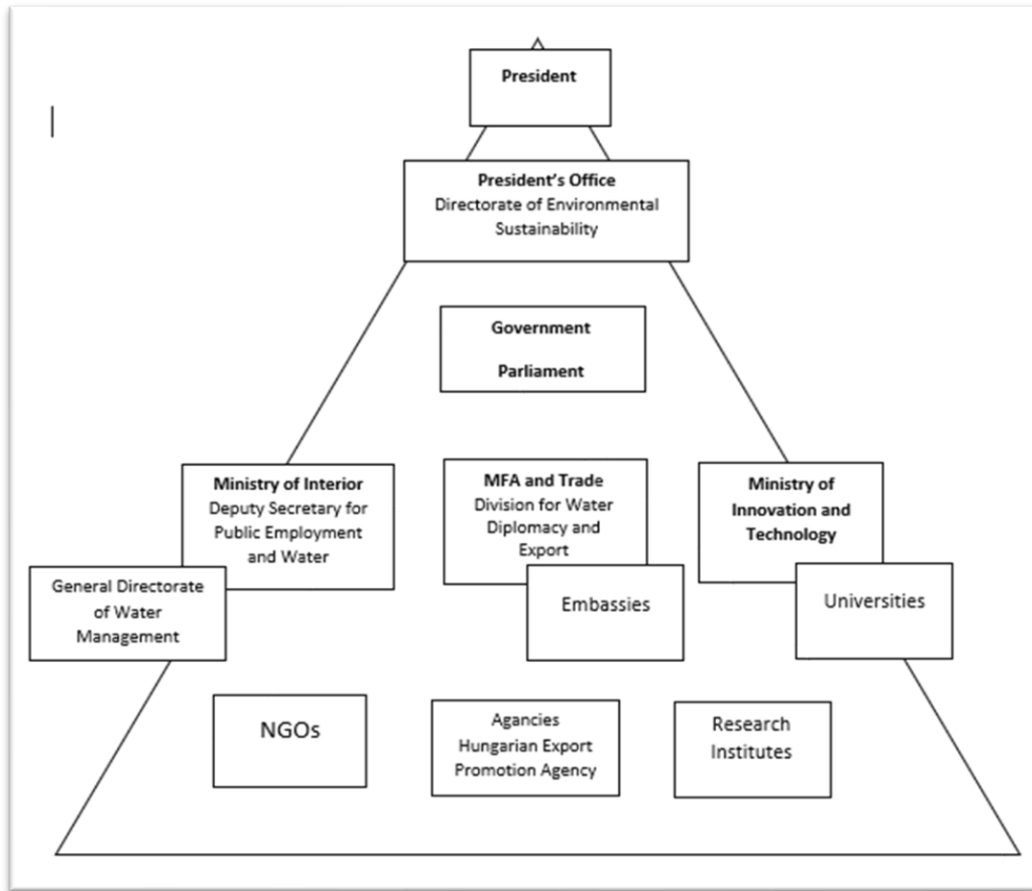 President
President's Office
Directorate of Environmental
Sustainability
Government
Parliament
Ministry of Interior
Deputy Secretary for
Public Employment
and Water
MFA and Trade
Division for Water
Diplomacy and
Export
Ministry of
Innovation and
Technology
General Directorate
of Water
Management
Embassies
Universities
NGOs
Agancies
Hungarian Export
Promotion Agency
Research
Institutes